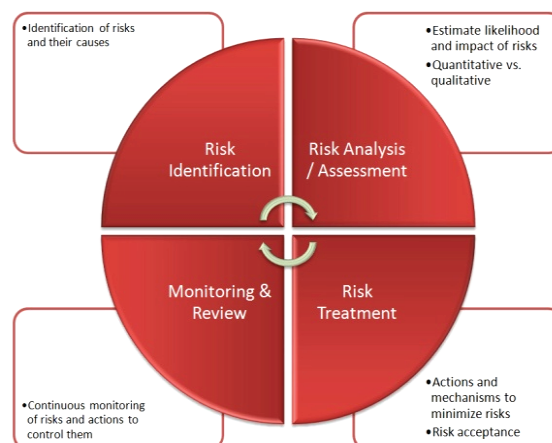 •Identification of risks
and their causes
•Estimate likelihood
and impact of risks
•Quantitative vs.
qualitative
Risk
Identification
Risk Analysis
/ Assessment
Monitoring &
Review
Risk
Treatment
•Continuous monitoring
of risks and actions to
control them
•Actions and
mechanisms to
minimize risks
•Risk acceptance